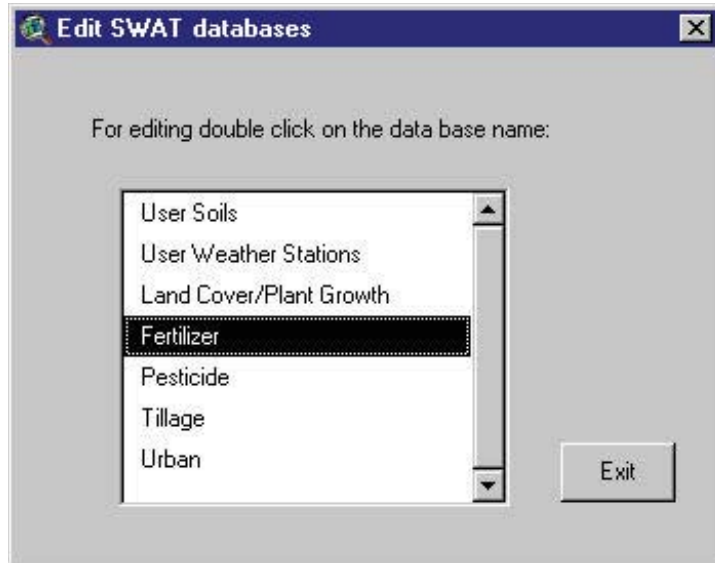 Edit SWAT databases
For editing double click on the data base name:
User Soils
User Weather Stations
Land Cover/Plant Growth
Fertilizer
Pesticide
Tillage
Urban
Exit